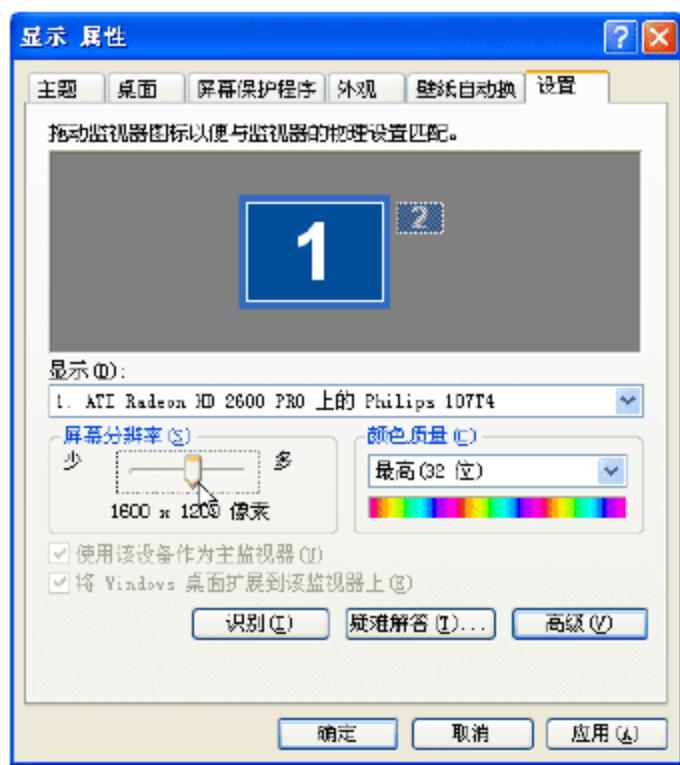 显示 属性
主题 桌面 屏幕保护程序 外观 壁纸自动换 设置
拖动监视器图标以便与监视器的物理设置匹配。
1 2
显示(D):
1. ATI Radeon HD 2600 PRO 上的 Philips 107T4
屏幕分辨率(S) 颜色质量(C)
少 多 最高(32 位)
1600 x 1200 像素
使用该设备作为主监视器(U)
将 Windows 桌面扩展到该监视器上(E)
识别(I) 疑难解答(T)... 高级(V)
确定 取消 应用(A)